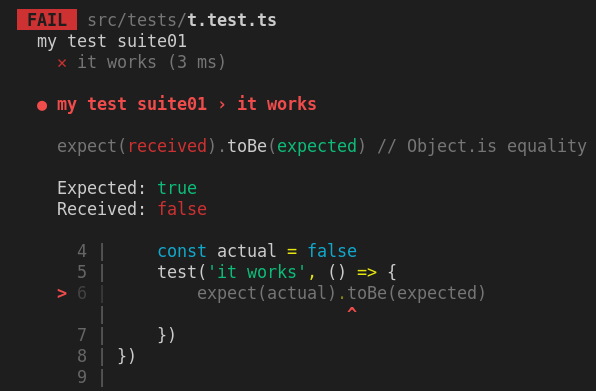 FAIL src/tests/t.test.ts
my test suite01
✕ it works (3 ms)
● my test suite01 › it works
expect(received).toBe(expected) // Object.is equality
Expected: true
Received: false
4 |     const actual = false
5 |     test('it works', () => {
> 6 |         expect(actual).toBe(expected)
|                        ^
7 |     })
8 | })
9 |